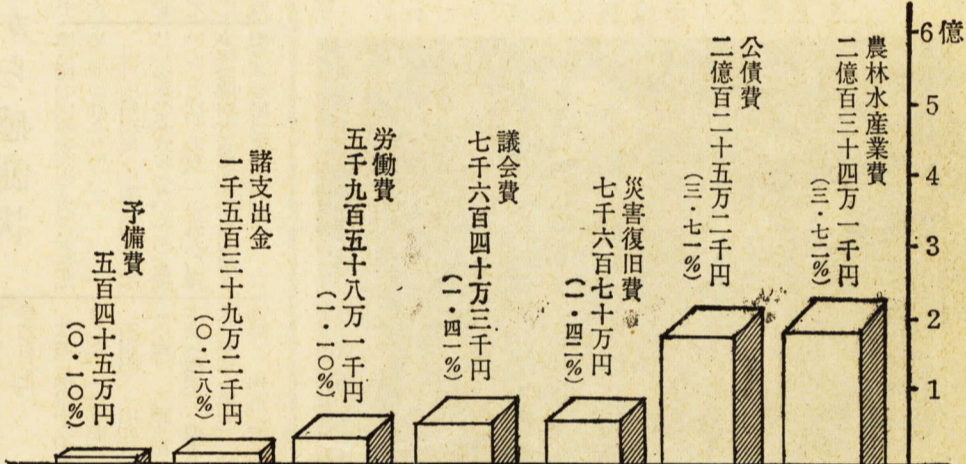 6億
5
4
3
2
1
農林水産業費
二億百三十四万一千円
(三・七二%)
公債費
二億百二十五万二千円
(三・七一%)
災害復旧費
七千六百七十万円
(一・四二%)
議会費
七千六百四十万三千円
(一・四一%)
労働費
五千九百五十八万一千円
(一・一〇%)
諸支出金
一千五百三十九万二千円
(〇・二八%)
予備費
五百四十五万円
(〇・一〇%)